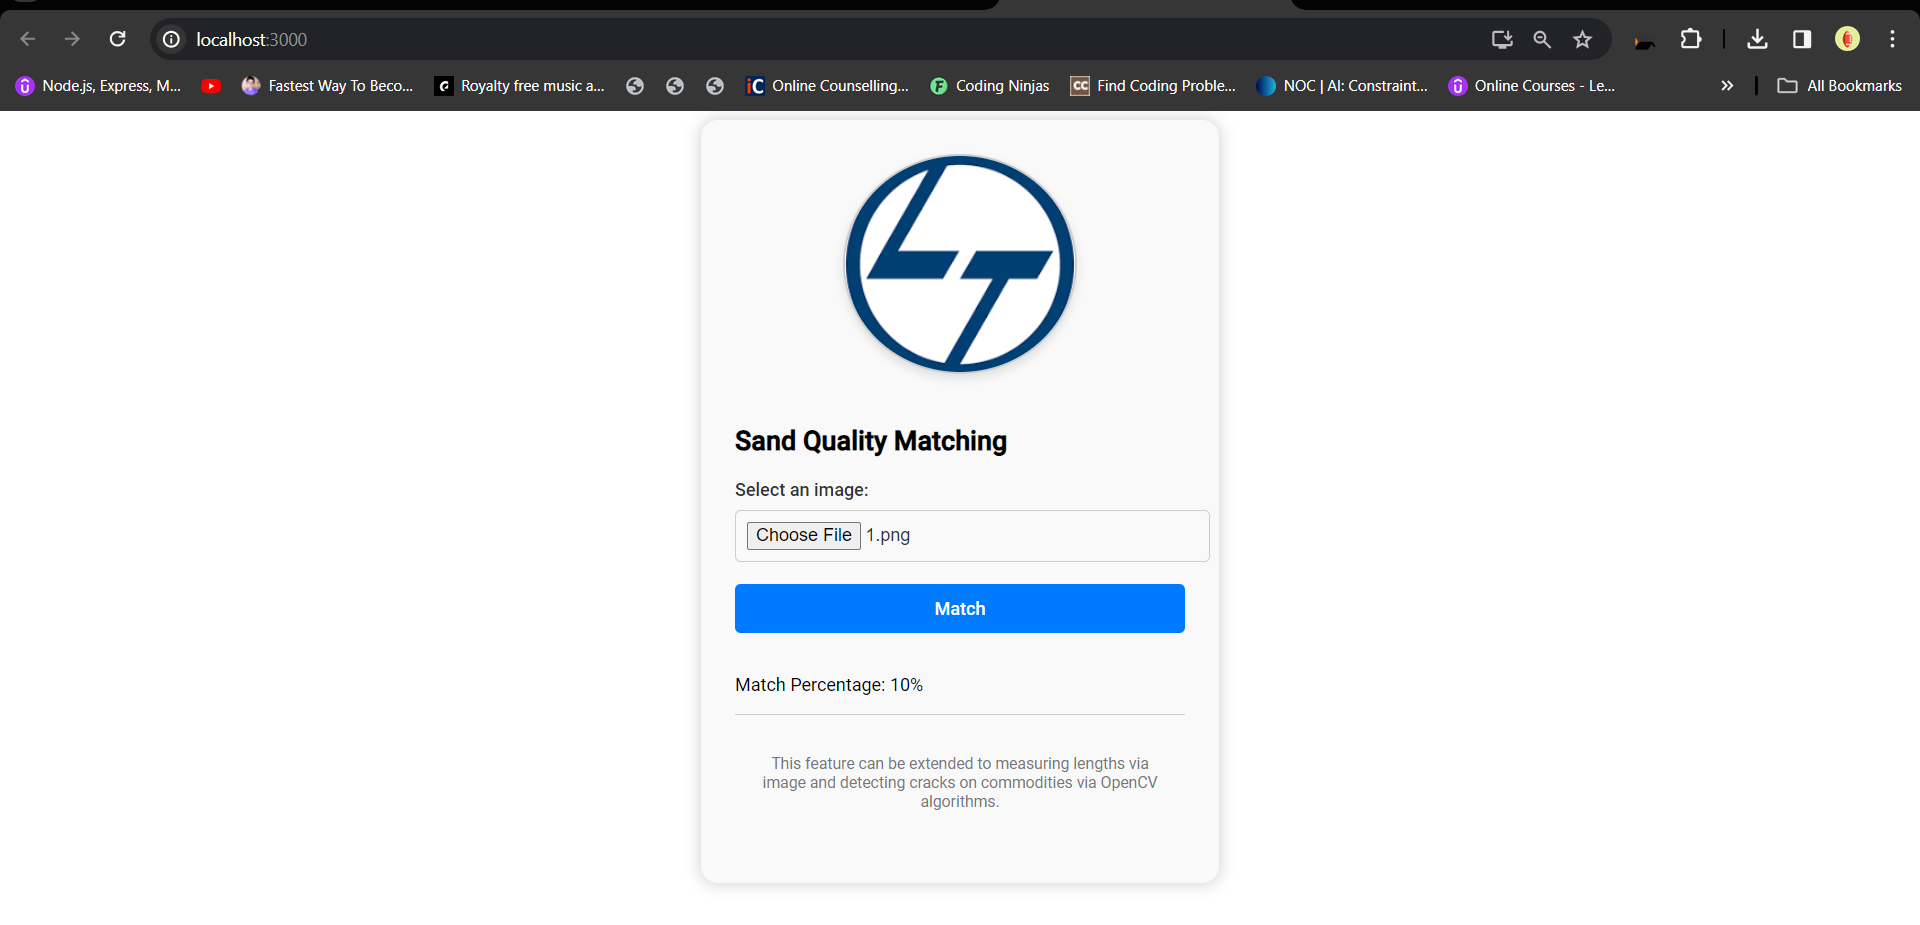 localhost:3000
Node.js, Express, M... Fastest Way To Beco... Royalty free music a... Online Counselling... Coding Ninjas Find Coding Proble... NOC | AI: Constraint... Online Courses - Le... All Bookmarks
LT
Sand Quality Matching
Select an image:
Choose File 1.png
Match
Match Percentage: 10%
This feature can be extended to measuring lengths via
image and detecting cracks on commodities via OpenCV
algorithms.